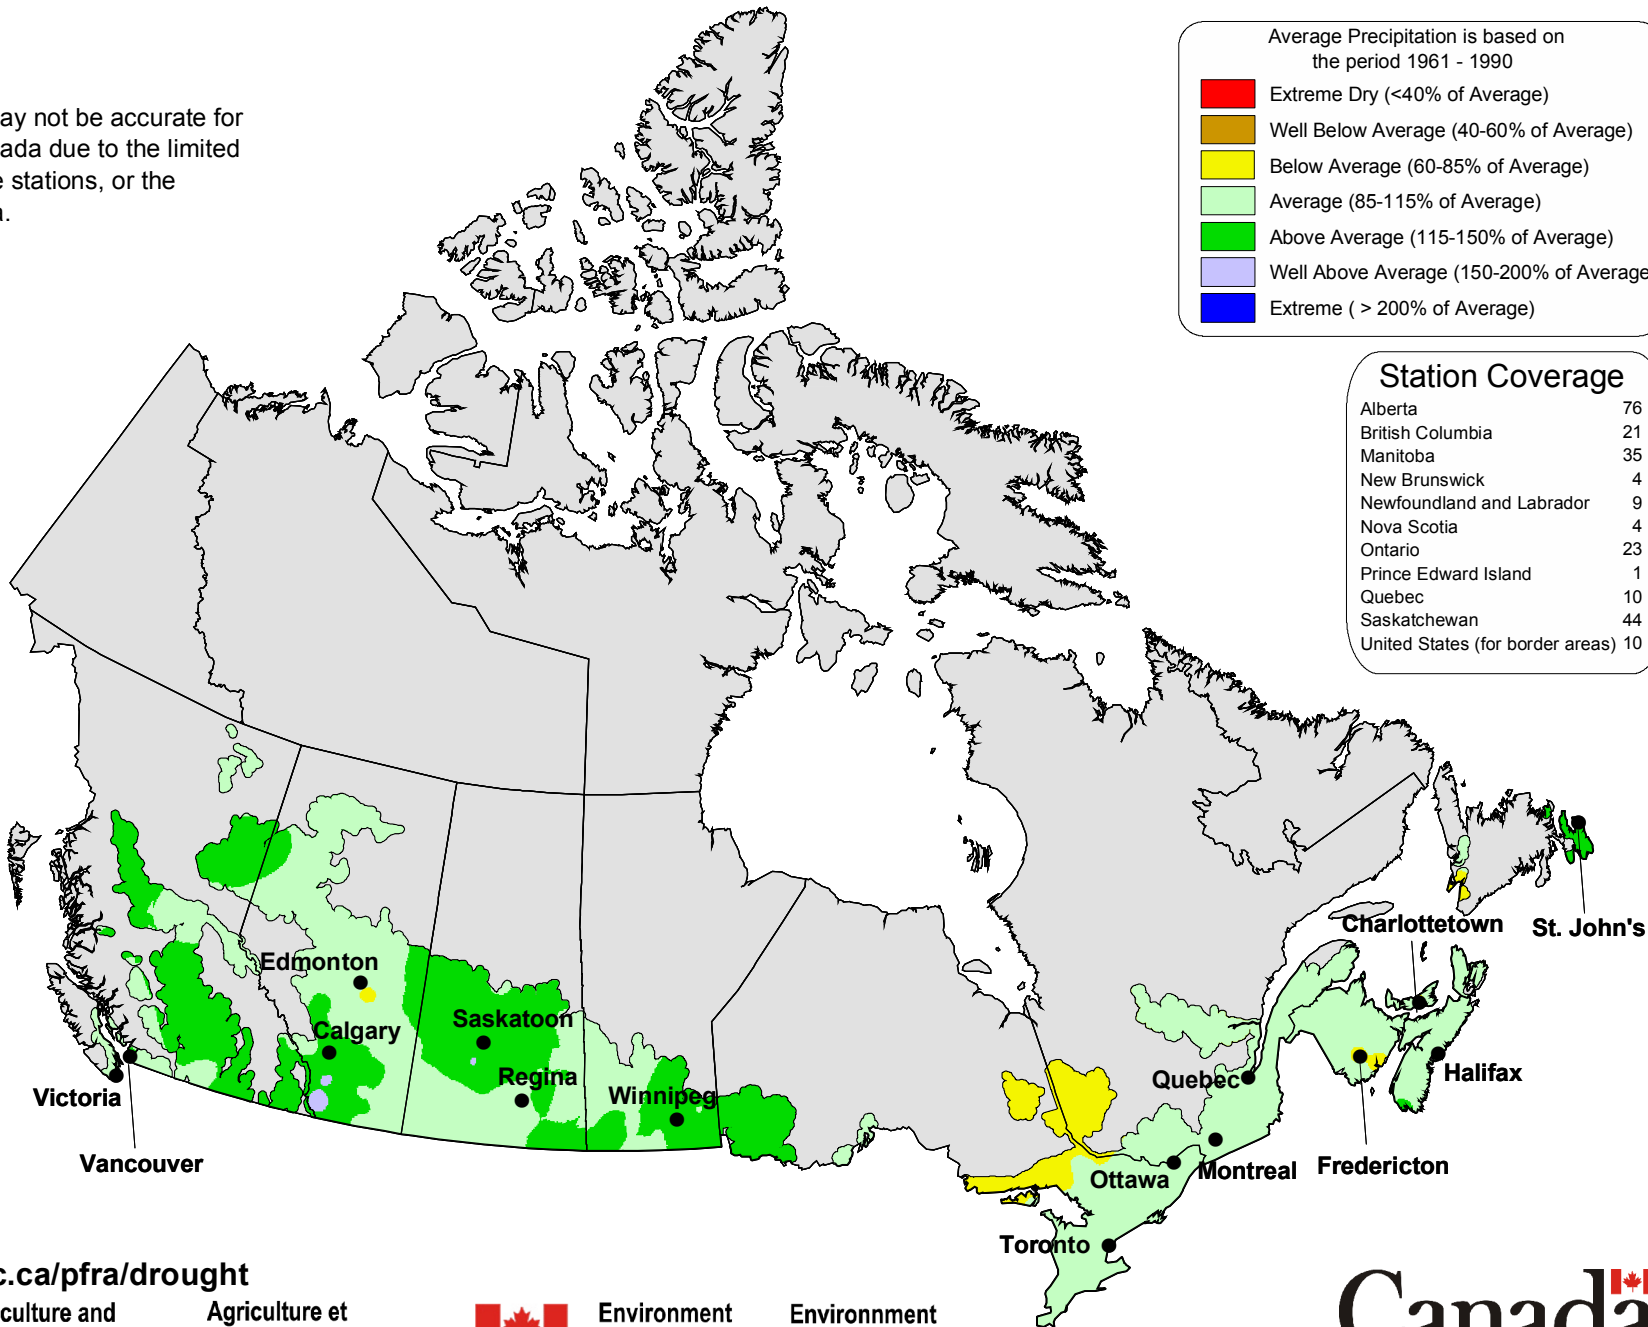 ay not be accurate for
ada due to the limited
e stations, or the
a.
Average Precipitation is based on
the period 1961 - 1990
Extreme Dry (<40% of Average)
Well Below Average (40-60% of Average)
Below Average (60-85% of Average)
Average (85-115% of Average)
Above Average (115-150% of Average)
Well Above Average (150-200% of Average
Extreme ( > 200% of Average)
Station Coverage
Alberta 76
British Columbia 21
Manitoba 35
New Brunswick 4
Newfoundland and Labrador 9
Nova Scotia 4
Ontario 23
Prince Edward Island 1
Quebec 10
Saskatchewan 44
United States (for border areas) 10
Charlottetown
St. John's
Edmonton
Saskatoon
Calgary
Regina
Winnipeg
Victoria
Vancouver
Quebec
Halifax
Ottawa
Montreal
Fredericton
Toronto
c.ca/pfra/drought
culture and
Agriculture et
Environment
Environnment
Canada